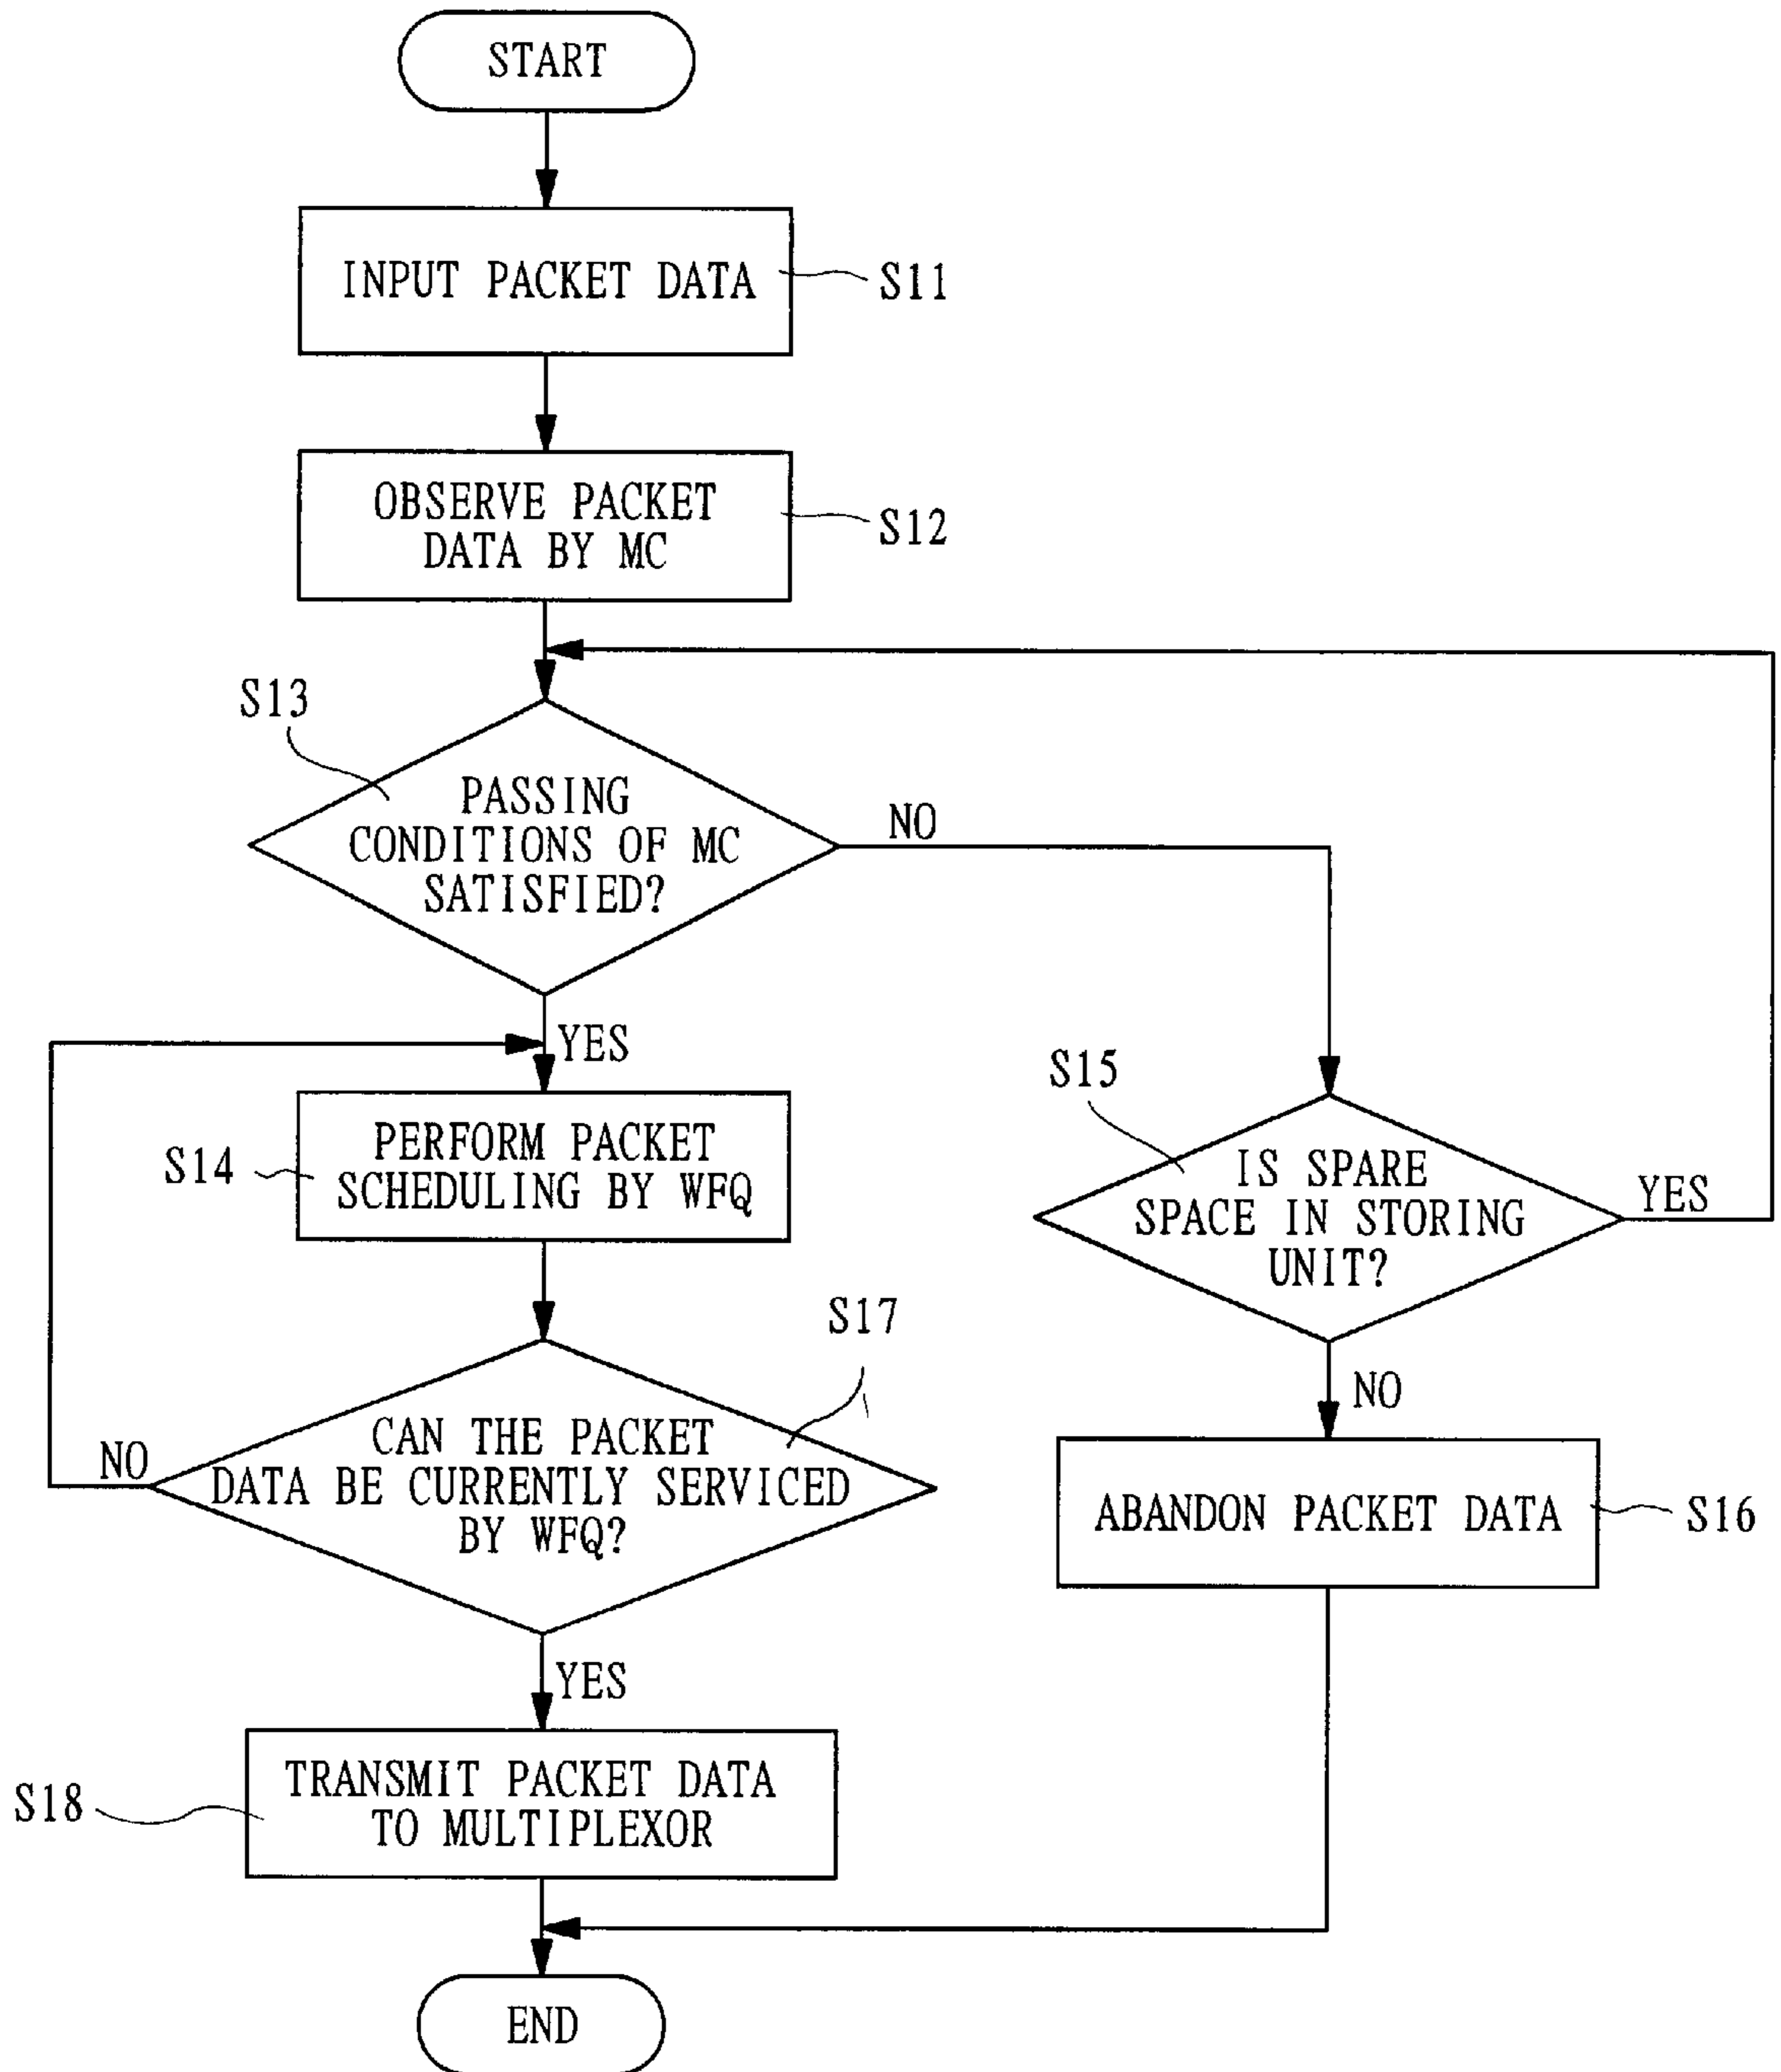 START
INPUT PACKET DATA
S11
OBSERVE PACKET
DATA BY MC
S12
S13
PASSING
CONDITIONS OF MC
SATISFIED?
NO
YES
S14
PERFORM PACKET
SCHEDULING BY WFQ
S15
IS SPARE
SPACE IN STORING
UNIT?
YES
NO
S17
CAN THE PACKET
DATA BE CURRENTLY SERVICED
BY WFQ?
NO
YES
ABANDON PACKET DATA
S16
S18
TRANSMIT PACKET DATA
TO MULTIPLEXOR
END